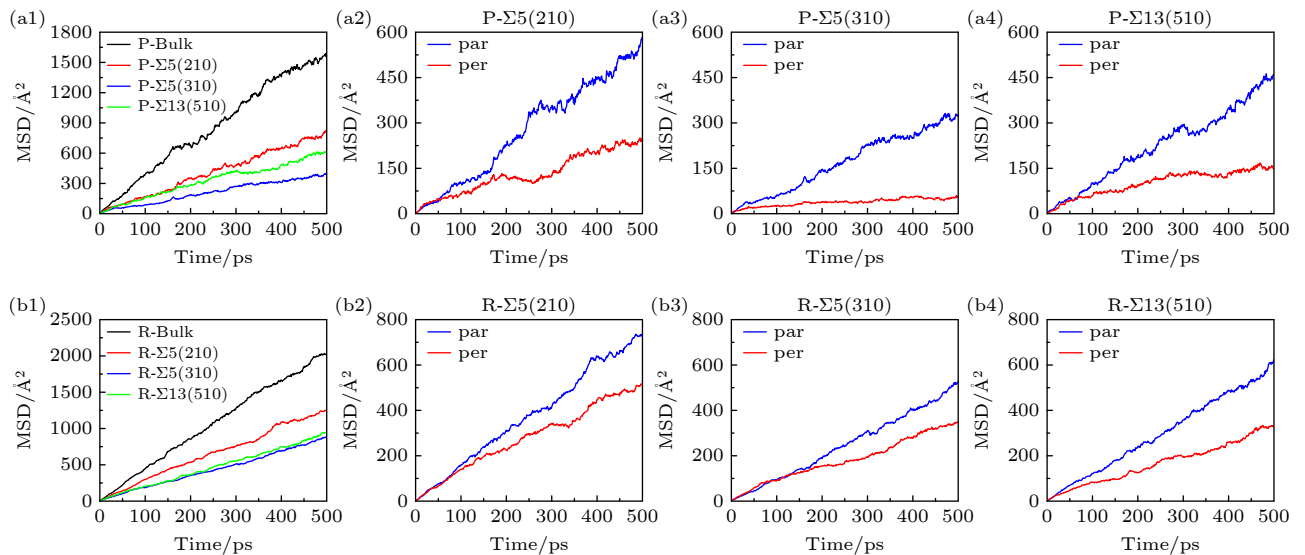 (a1)
1800
1500
1200
900
600
300
0
MSD/Å²
P-Bulk
P-Σ5(210)
P-Σ5(310)
P-Σ13(510)
0 100 200 300 400 500
Time/ps
(a2)
P-Σ5(210)
600
450
300
150
0
MSD/Å²
par
per
0 100 200 300 400 500
Time/ps
(a3)
P-Σ5(310)
600
450
300
150
0
MSD/Å²
par
per
0 100 200 300 400 500
Time/ps
(a4)
P-Σ13(510)
600
450
300
150
0
MSD/Å²
par
per
0 100 200 300 400 500
Time/ps
(b1)
2500
2000
1500
1000
500
0
MSD/Å²
R-Bulk
R-Σ5(210)
R-Σ5(310)
R-Σ13(510)
0 100 200 300 400 500
Time/ps
(b2)
R-Σ5(210)
800
600
400
200
0
MSD/Å²
par
per
0 100 200 300 400 500
Time/ps
(b3)
R-Σ5(310)
800
600
400
200
0
MSD/Å²
par
per
0 100 200 300 400 500
Time/ps
(b4)
R-Σ13(510)
800
600
400
200
0
MSD/Å²
par
per
0 100 200 300 400 500
Time/ps